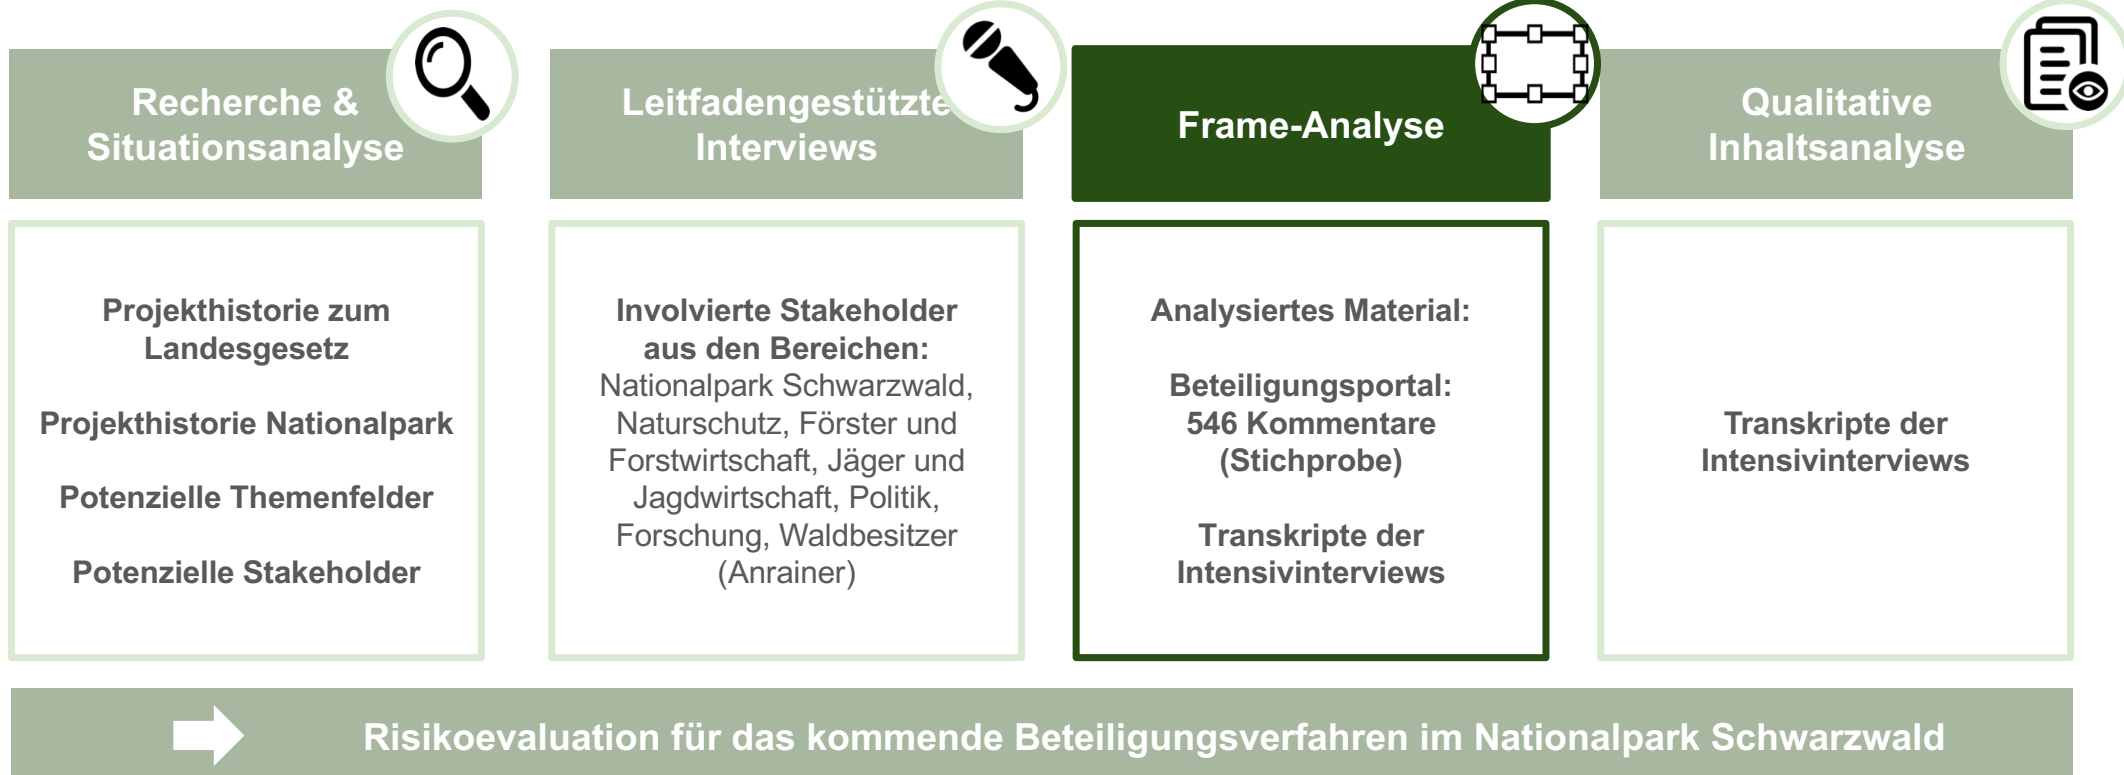 Recherche &
Situationsanalyse
Projekthistorie zum
Landesgesetz
Projekthistorie Nationalpark
Potenzielle Themenfelder
Potenzielle Stakeholder
Leitfadengestützte
Interviews
Involvierte Stakeholder
aus den Bereichen:
Nationalpark Schwarzwald,
Naturschutz, Förster und
Forstwirtschaft, Jäger und
Jagdwirtschaft, Politik,
Forschung, Waldbesitzer
(Anrainer)
Frame-Analyse
Analysiertes Material:
Beteiligungsportal:
546 Kommentare
(Stichprobe)
Transkripte der
Intensivinterviews
Qualitative
Inhaltsanalyse
Transkripte der
Intensivinterviews
Risikoevaluation für das kommende Beteiligungsverfahren im Nationalpark Schwarzwald